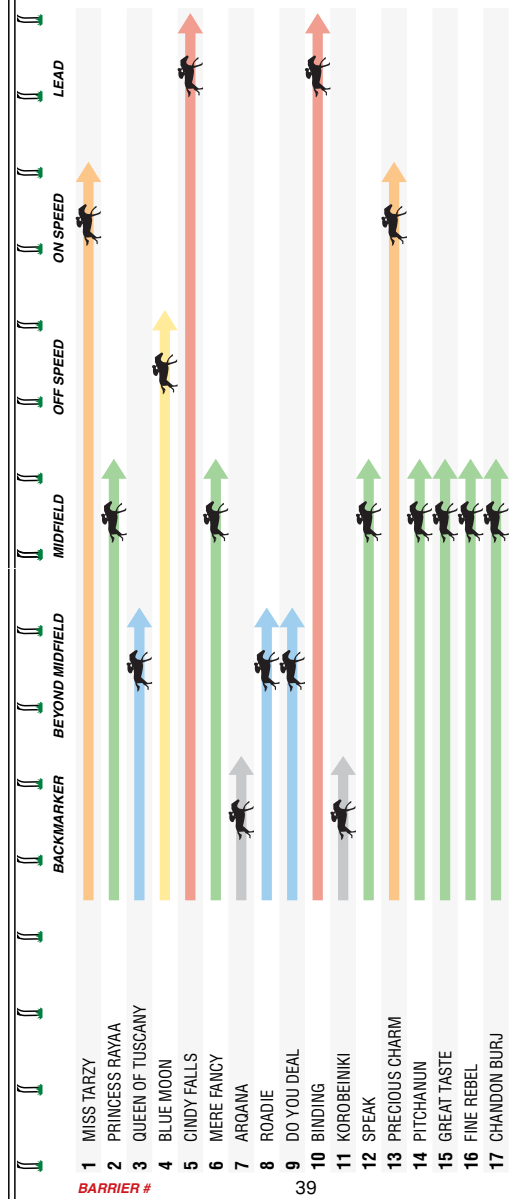 BACKMARKER
BEYOND MIDFIELD
MIDFIELD
OFF SPEED
ON SPEED
LEAD
1 MISS TARZY
2 PRINCESS RAYAA
3 QUEEN OF TUSCANY
4 BLUE MOON
5 CINDY FALLS
6 MERE FANCY
7 ARQANA
8 ROADIE
9 DO YOU DEAL
10 BINDING
11 KOROBEINIKI
12 SPEAK
13 PRECIOUS CHARM
14 PITCHANUN
15 GREAT TASTE
16 FINE REBEL
17 CHANDON BURJ
BARRIER #
39